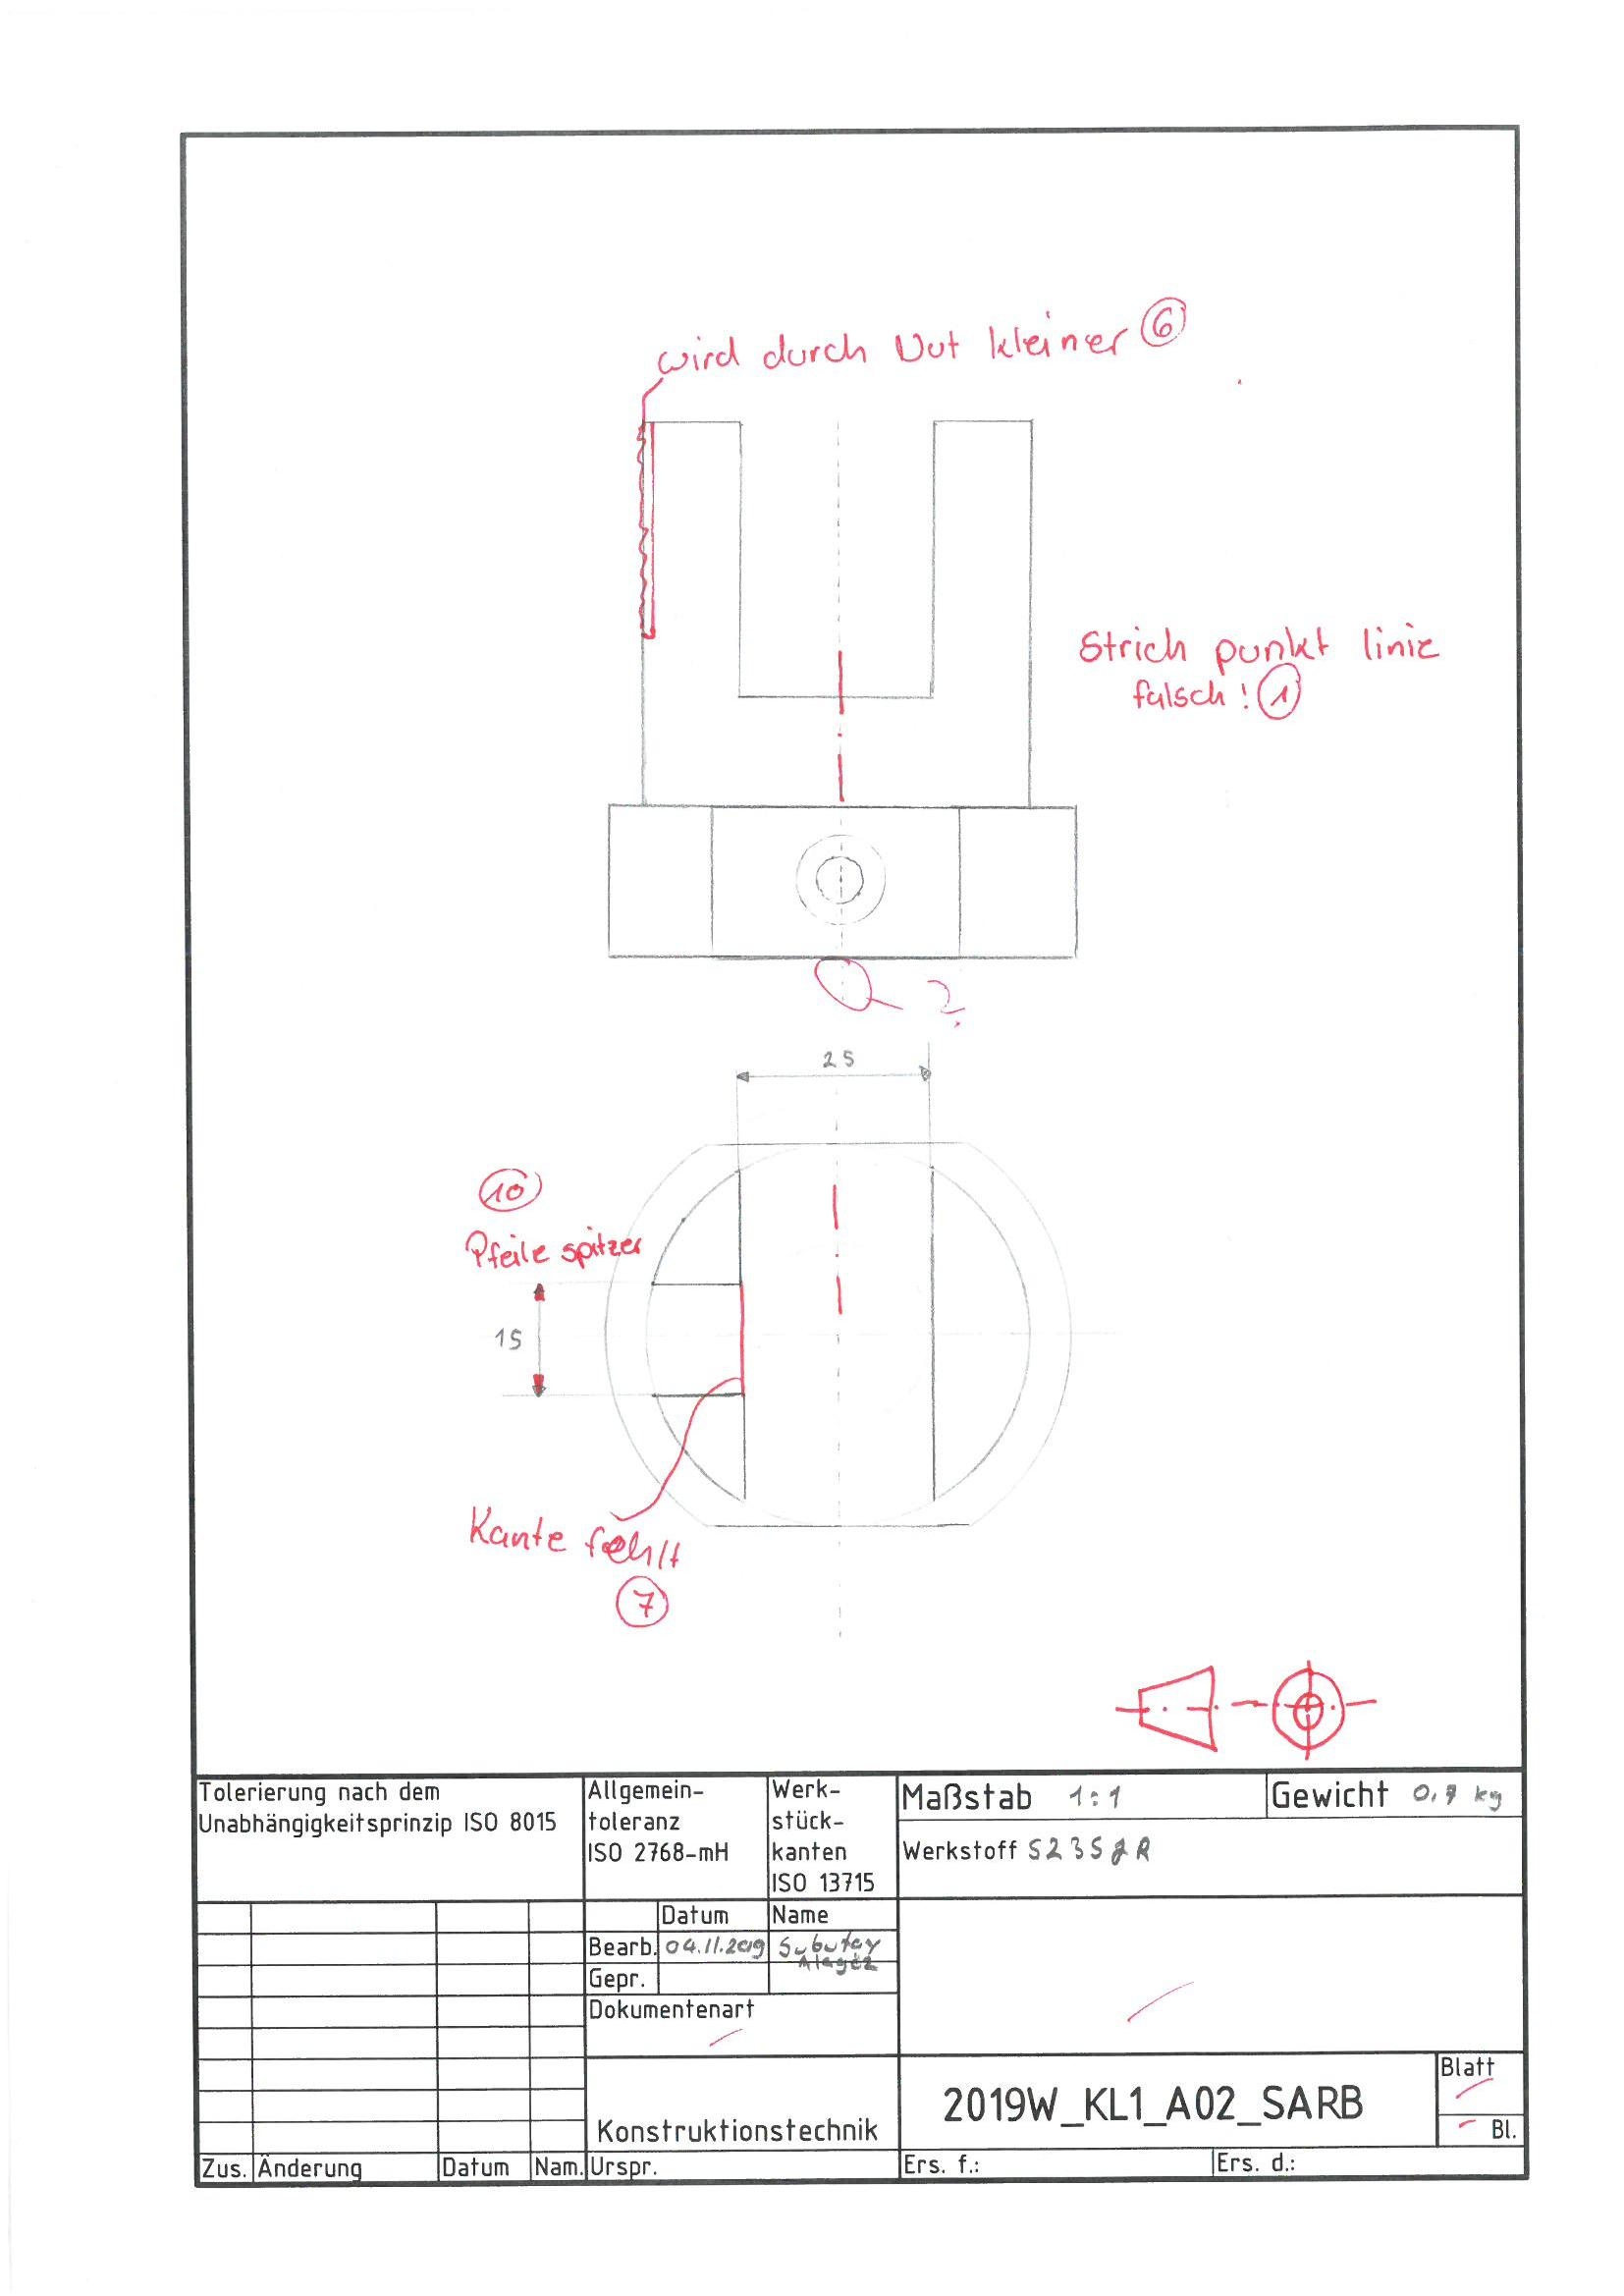 wird durch Nut kleiner 6
Strich punkt linie
falsch! 1
?
25
10
Pfeile spitzer
15
Kante fehlt
7
Tolerierung nach dem
Unabhängigkeitsprinzip ISO 8015
Allgemein-
toleranz
ISO 2768-mH
Werk-
stück-
kanten
ISO 13715
Maßstab 1:1
Gewicht 0,7 kg
Werkstoff S235JR
Datum
Name
Bearb. 04.11.2019 Subutay
Alagöz
Gepr.
Dokumentenart
Konstruktionstechnik
2019W_KL1_A02_SARB
Blatt
Bl.
Zus. Änderung Datum Nam. Urspr. Ers. f.: Ers. d.: